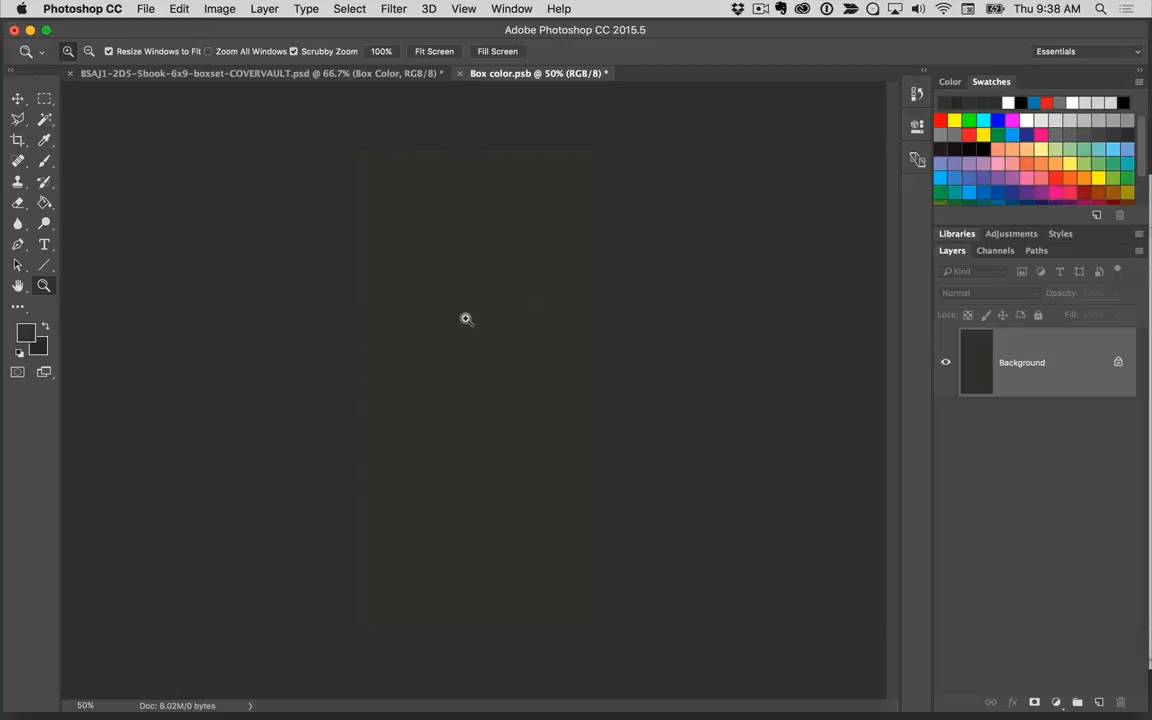 Photoshop CC File Edit Image Layer Type Select Filter 3D View Window Help Thu 9:38 AM
Adobe Photoshop CC 2015.5
Resize Windows to Fit Zoom All Windows Scrubby Zoom 100% Fit Screen Fill Screen Essentials
BSAJ1-2D5-5book-6x9-boxset-COVERVAULT.psd @ 66.7% (Box Color, RGB/8) * Box color.psb @ 50% (RGB/8) *
Color Swatches
Libraries Adjustments Styles
Layers Channels Paths
Kind
Normal Opacity: 100%
Lock: Fill: 100%
Background
50% Doc: 8.02M/0 bytes